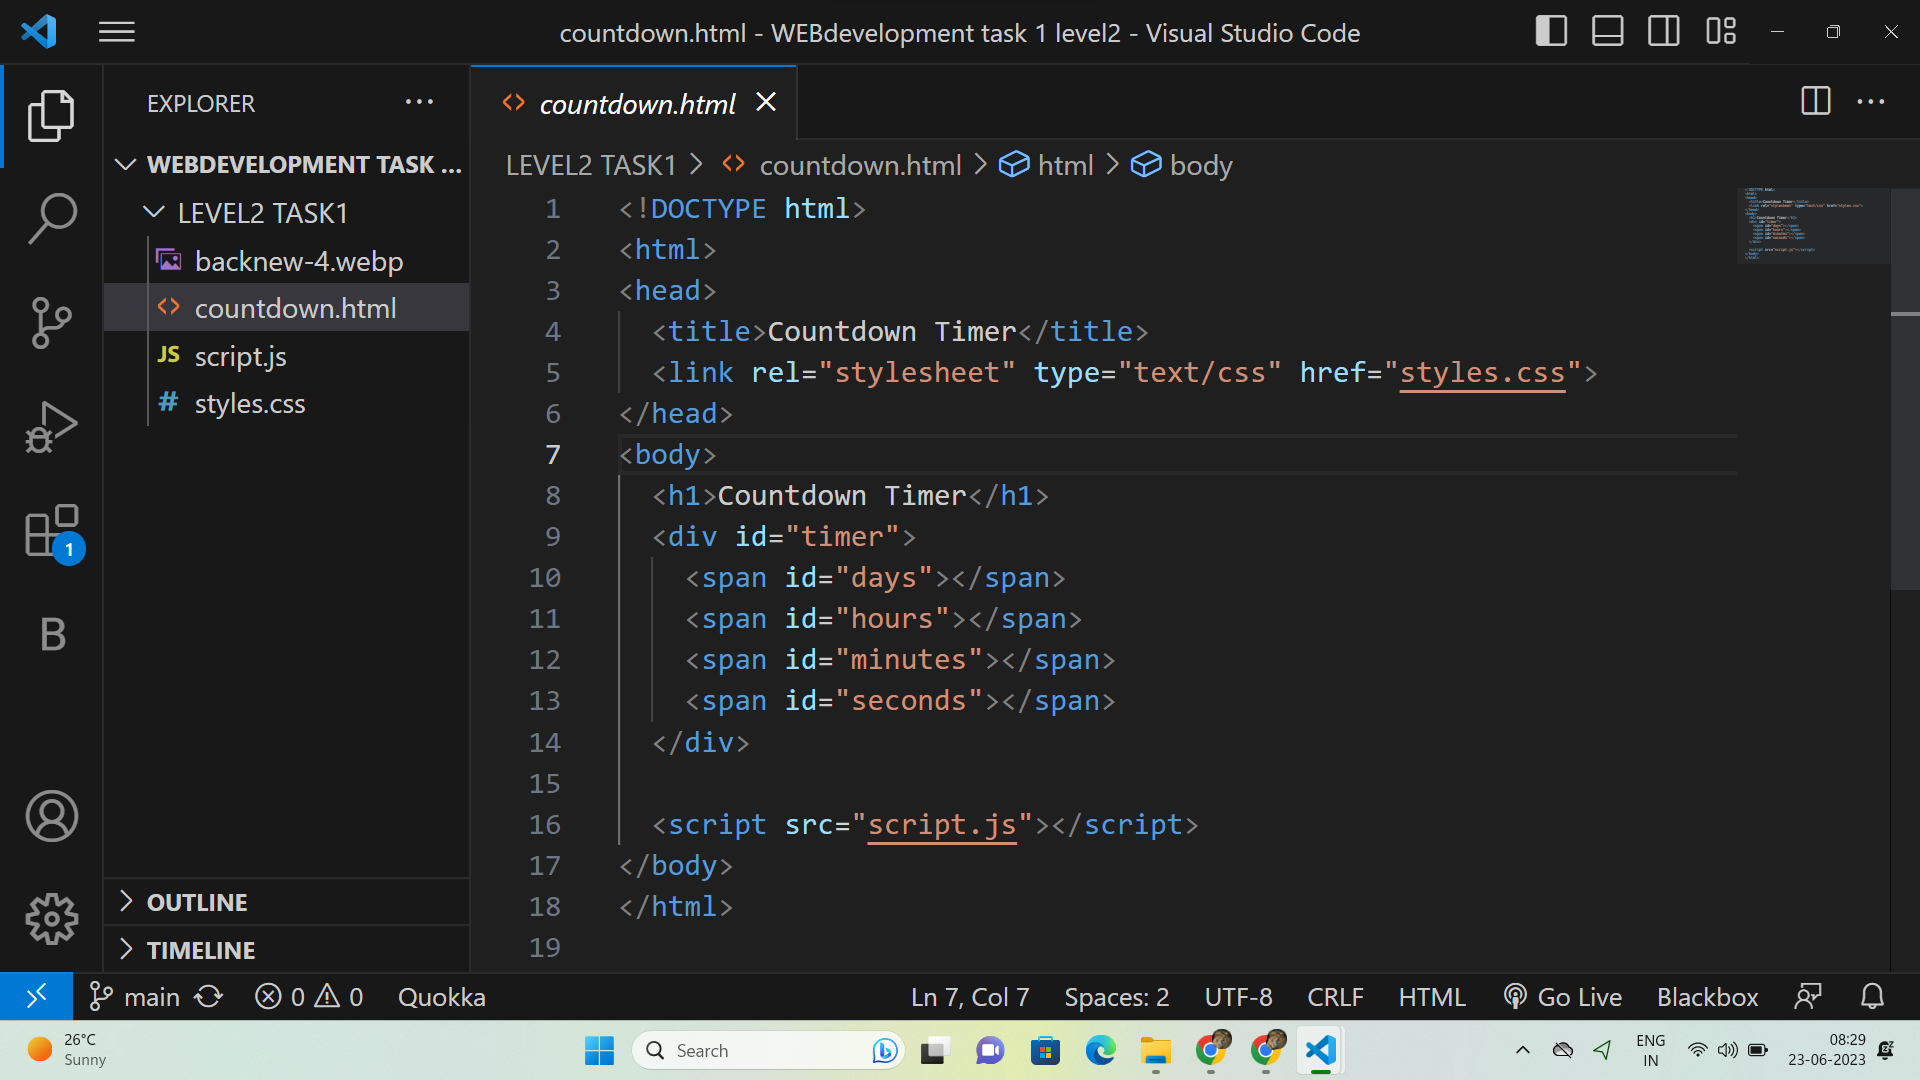 countdown.html - WEBdevelopment task 1 level2 - Visual Studio Code
EXPLORER
WEBDEVELOPMENT TASK ...
LEVEL2 TASK1
backnew-4.webp
countdown.html
JS script.js
# styles.css
OUTLINE
TIMELINE
1
B
countdown.html
LEVEL2 TASK1 > countdown.html > html > body
1 <!DOCTYPE html>
2 <html>
3 <head>
4   <title>Countdown Timer</title>
5   <link rel="stylesheet" type="text/css" href="styles.css">
6 </head>
7 <body>
8   <h1>Countdown Timer</h1>
9   <div id="timer">
10     <span id="days"></span>
11     <span id="hours"></span>
12     <span id="minutes"></span>
13     <span id="seconds"></span>
14   </div>
15
16   <script src="script.js"></script>
17 </body>
18 </html>
19
main 0 0 Quokka Ln 7, Col 7 Spaces: 2 UTF-8 CRLF HTML Go Live Blackbox
26°C
Sunny
Search
ENG
IN
08:29
23-06-2023